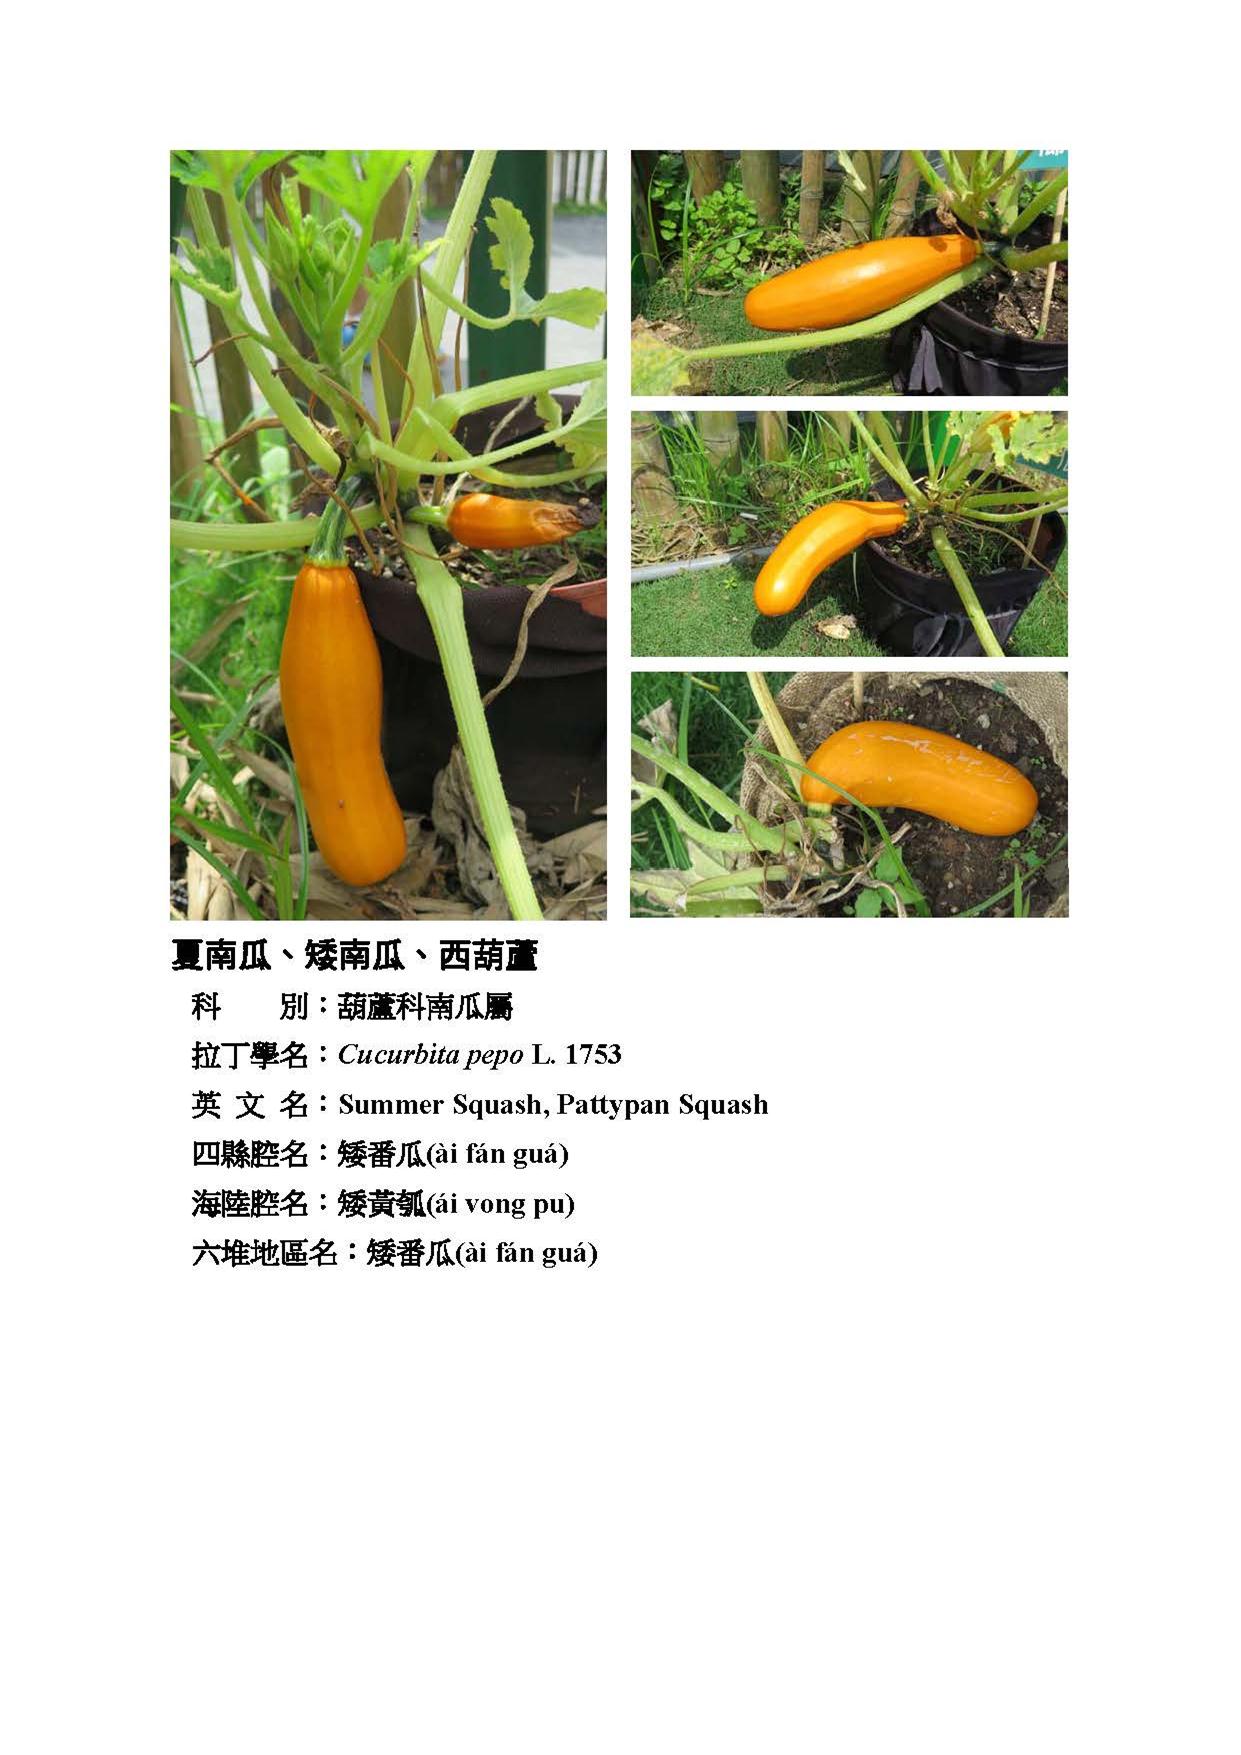 夏南瓜、矮南瓜、西葫蘆
科　　別：葫蘆科南瓜屬
拉丁學名：Cucurbita pepo L. 1753
英 文 名：Summer Squash, Pattypan Squash
四縣腔名：矮番瓜(ài fán guá)
海陸腔名：矮黃瓠(ái vong pu)
六堆地區名：矮番瓜(ài fán guá)